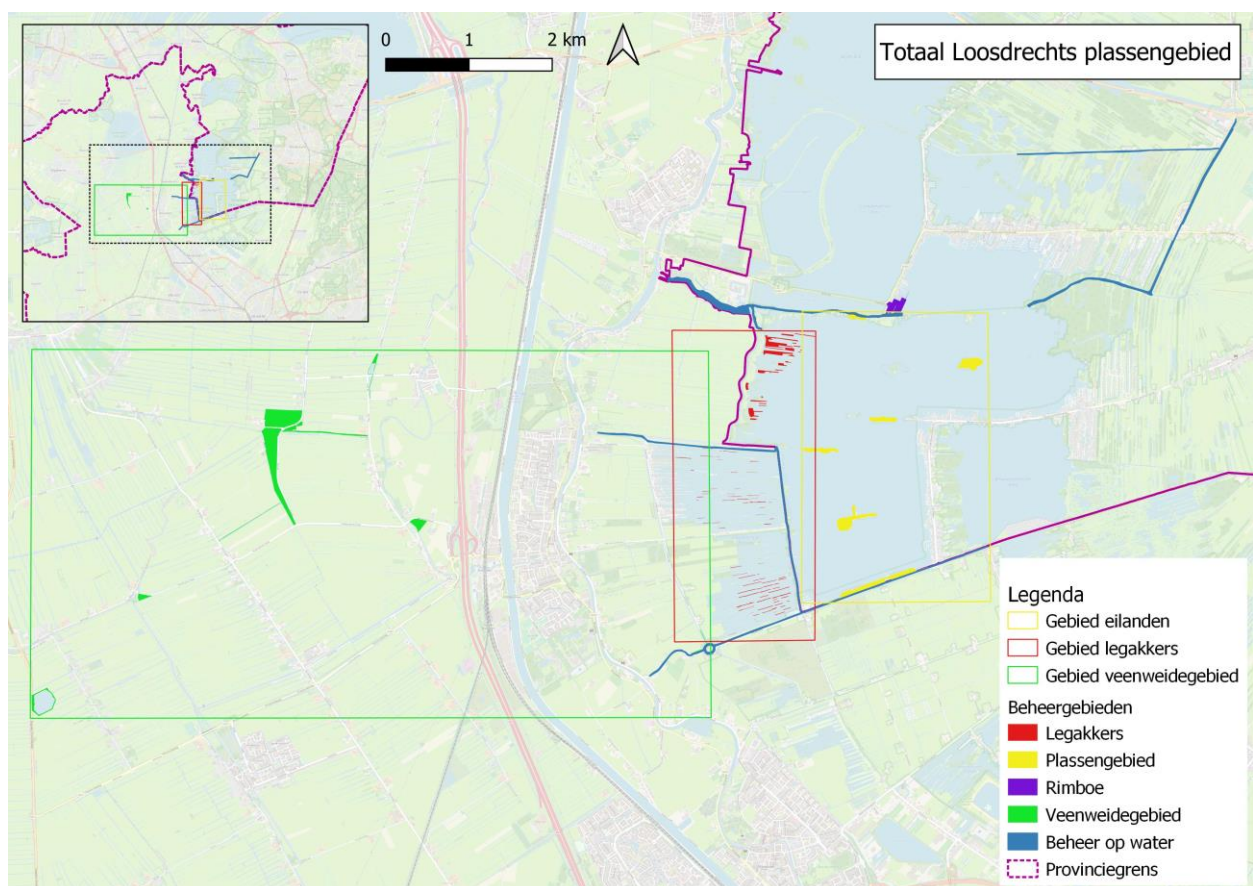 0 1 2 km
Totaal Loosdrechts plassengebied
Legenda
Gebied eilanden
Gebied legakkers
Gebied veenweidegebied
Beheergebieden
Legakkers
Plassengebied
Rimboe
Veenweidegebied
Beheer op water
Provinciegrens